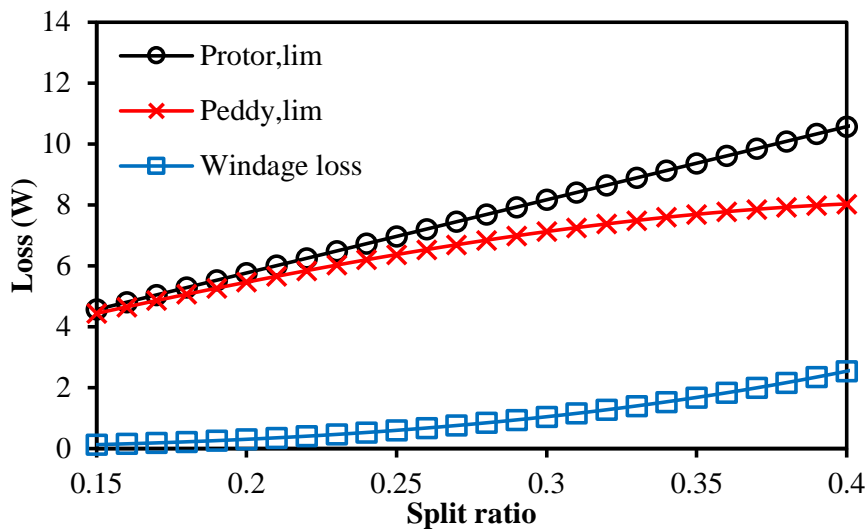 14
12
10
8
6
4
2
0
Loss (W)
Protor,lim
Peddy,lim
Windage loss
0.15
0.2
0.25
0.3
0.35
0.4
Split ratio